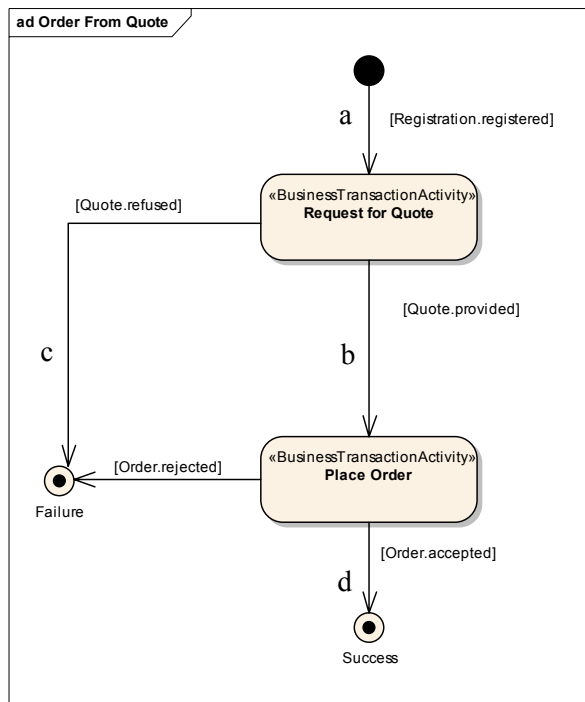 ad Order From Quote
a
[Registration.registered]
[Quote.refused]
«BusinessTransactionActivity»
Request for Quote
[Quote.provided]
c
b
«BusinessTransactionActivity»
Place Order
[Order.rejected]
Failure
[Order.accepted]
d
Success